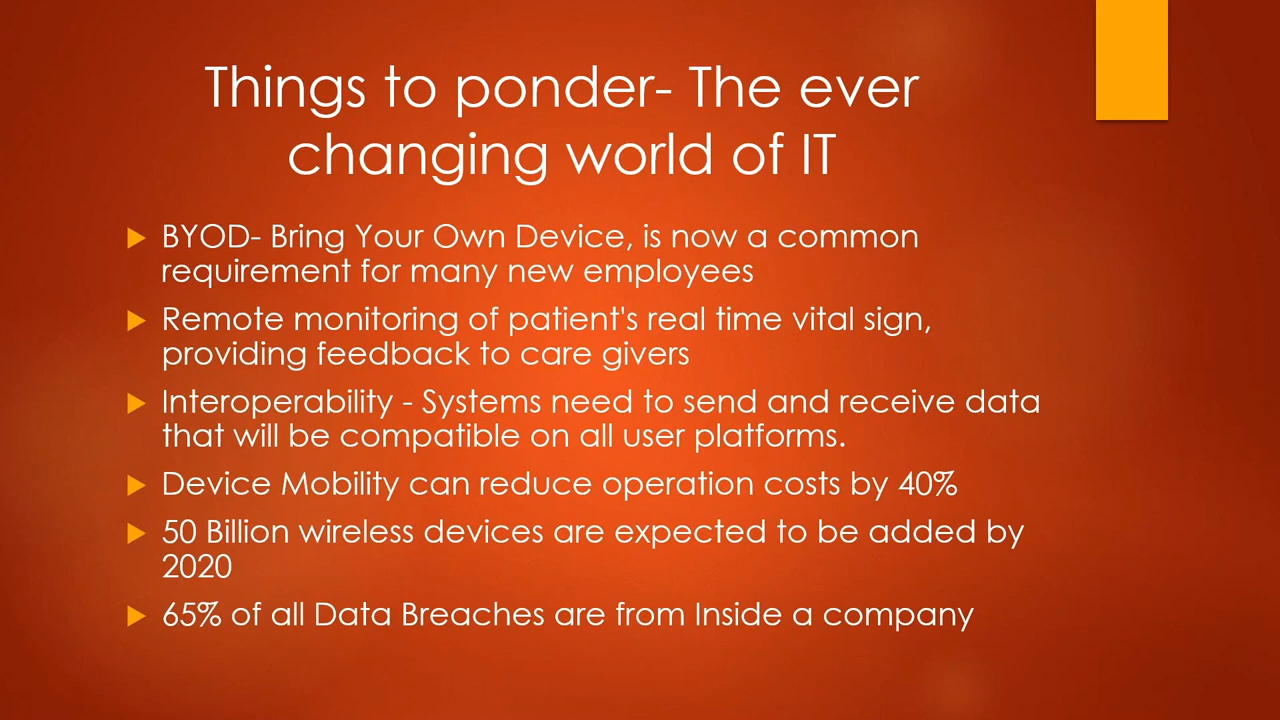 Things to ponder- The ever
changing world of IT
BYOD- Bring Your Own Device, is now a common
requirement for many new employees
Remote monitoring of patient's real time vital sign,
providing feedback to care givers
Interoperability - Systems need to send and receive data
that will be compatible on all user platforms.
Device Mobility can reduce operation costs by 40%
50 Billion wireless devices are expected to be added by
2020
65% of all Data Breaches are from Inside a company